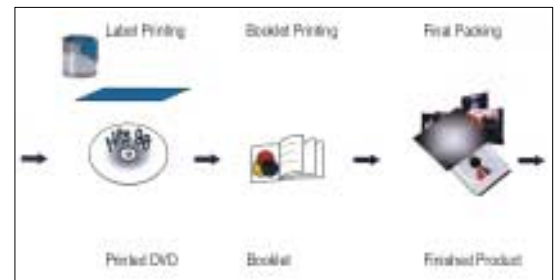 Label Printing
Booklet Printing
Final Packing
Printed DVD
Booklet
Finished Product